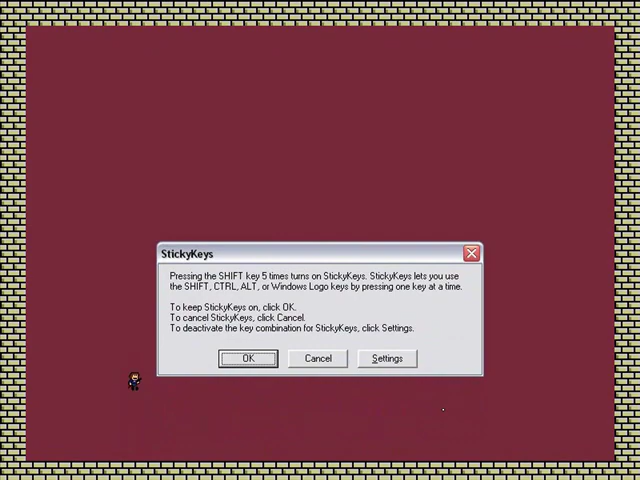 StickyKeys
Pressing the SHIFT key 5 times turns on StickyKeys. StickyKeys lets you use
the SHIFT, CTRL, ALT, or Windows Logo keys by pressing one key at a time.
To keep StickyKeys on, click OK.
To cancel StickyKeys, click Cancel.
To deactivate the key combination for StickyKeys, click Settings.
OK Cancel Settings